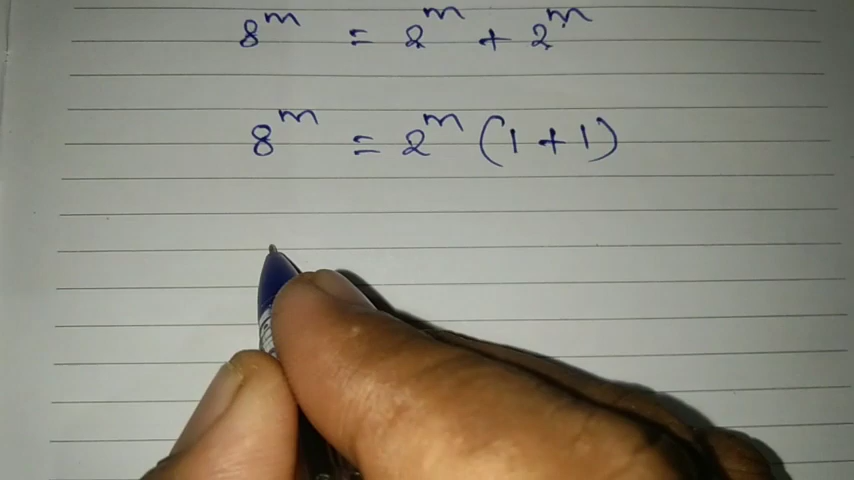 8^m = 2^m + 2^m
8^m = 2^m (1 + 1)